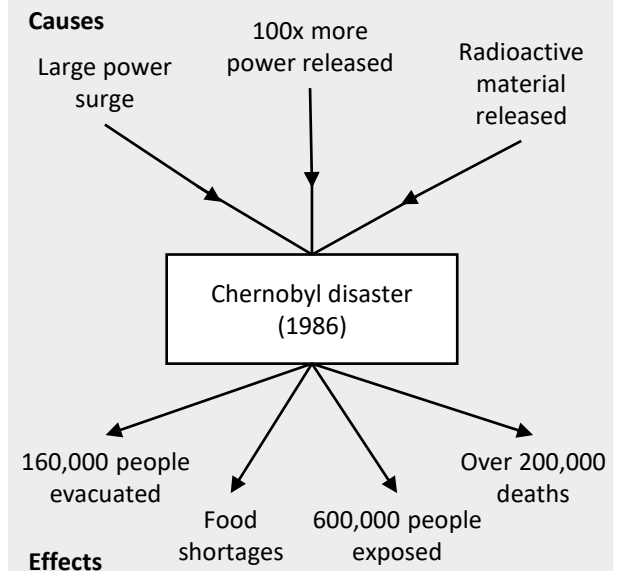 Causes
Large power
surge
100x more
power released
Radioactive
material
released
Chernobyl disaster
(1986)
160,000 people
evacuated
Food
shortages
600,000 people
exposed
Over 200,000
deaths
Effects